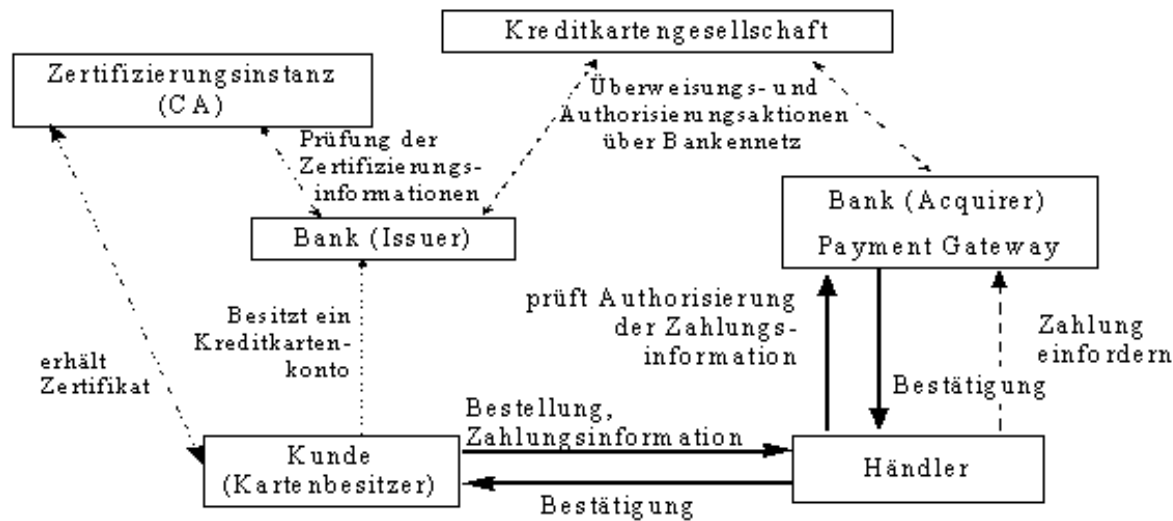 Kreditkartengesellschaft
Zertifizierungsinstanz
(CA)
Überweisungs- und
Authorisierungsaktionen
über Bankennetz
Prüfung der
Zertifizierungs-
informationen
Bank (Acquirer)
Payment Gateway
Bank (Issuer)
prüft Authorisierung
der Zahlungs-
information
Besitzt ein
Kreditkarten-
konto
Zahlung
einfordern
erhält
Zertifikat
Bestätigung
Bestellung,
Zahlungsinformation
Kunde
(Kartenbesitzer)
Händler
Bestätigung